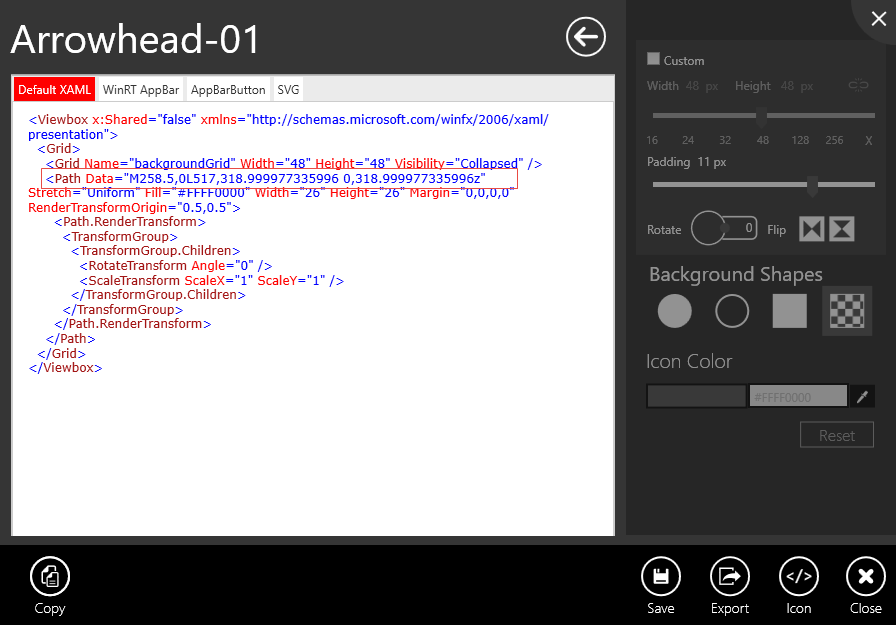 Arrowhead-01
Default XAML WinRT AppBar AppBarButton SVG
<Viewbox x:Shared="false" xmlns="http://schemas.microsoft.com/winfx/2006/xaml/
presentation">
<Grid>
<Grid Name="backgroundGrid" Width="48" Height="48" Visibility="Collapsed" />
<Path Data="M258.5,0L517,318.999977335996 0,318.999977335996z"
Stretch="Uniform" Fill="#FFFF0000" Width="26" Height="26" Margin="0,0,0,0"
RenderTransformOrigin="0.5,0.5">
<Path.RenderTransform>
<TransformGroup>
<TransformGroup.Children>
<RotateTransform Angle="0" />
<ScaleTransform ScaleX="1" ScaleY="1" />
</TransformGroup.Children>
</TransformGroup>
</Path.RenderTransform>
</Path>
</Grid>
</Viewbox>
Custom
Width 48 px Height 48 px
16 24 32 48 128 256 X
Padding 11 px
Rotate 0 Flip
Background Shapes
Icon Color
#FFFF0000
Reset
Copy
Save Export Icon Close